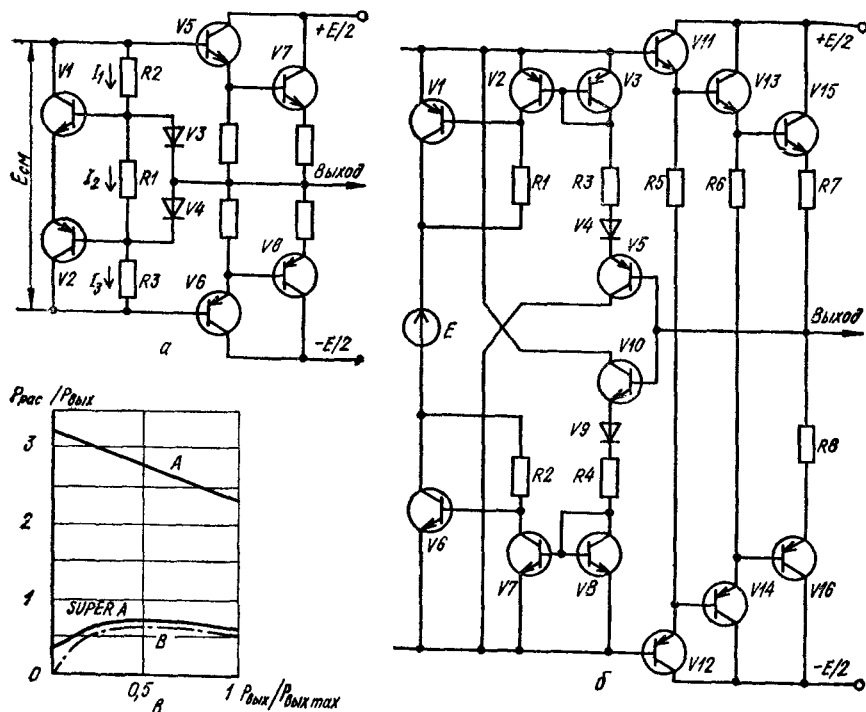 V5
+E/2
V7
V1
I1
R2
V3
Eсм
I2
R1
Выход
V4
V2
I3
R3
V6
V8
-E/2
а
V11
+E/2
V1
V2
V3
V13
V15
R1
R3
R5
R6
R7
V4
V5
E
Выход
V10
V9
R2
R4
R8
V6
V7
V8
V14
V16
V12
-E/2
б
Pрас/Pвых
3
A
2
1
SUPER A
B
0
0,5
1
Pвых/Pвых max
в